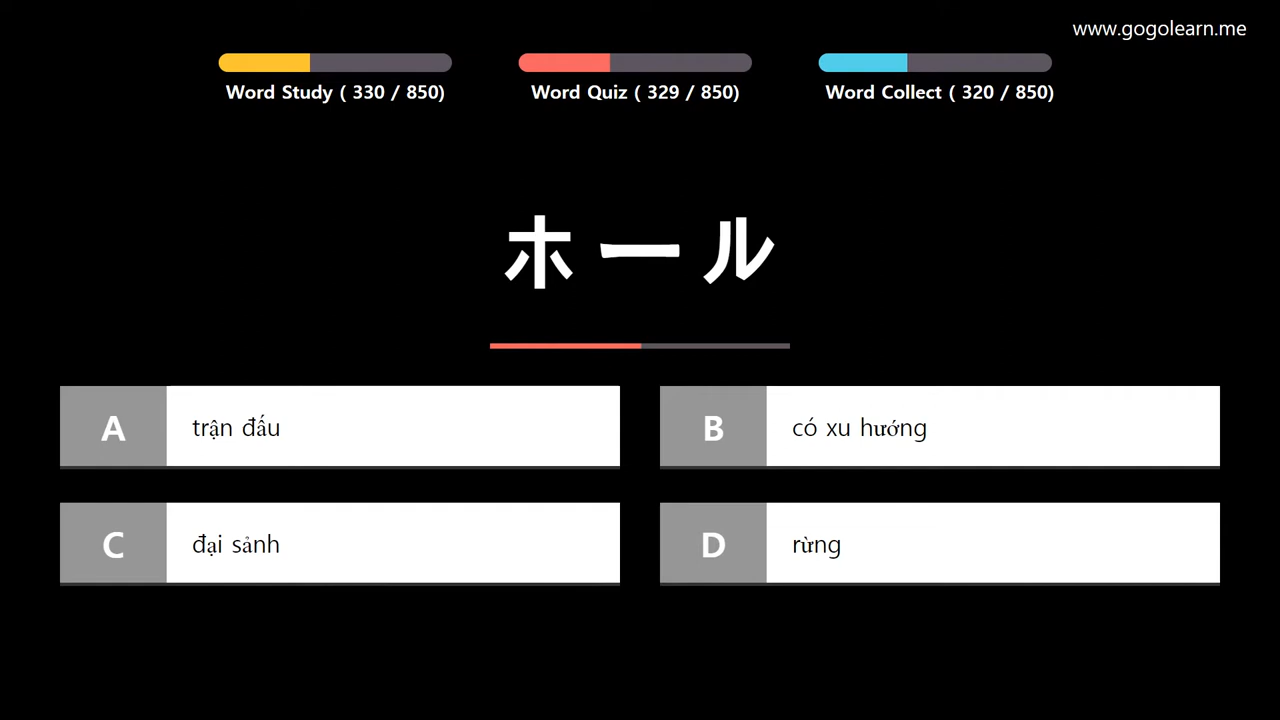 www.gogolearn.me
Word Study ( 330 / 850)
Word Quiz ( 329 / 850)
Word Collect ( 320 / 850)
ホール
A trận đấu
B có xu hướng
C đại sảnh
D rừng